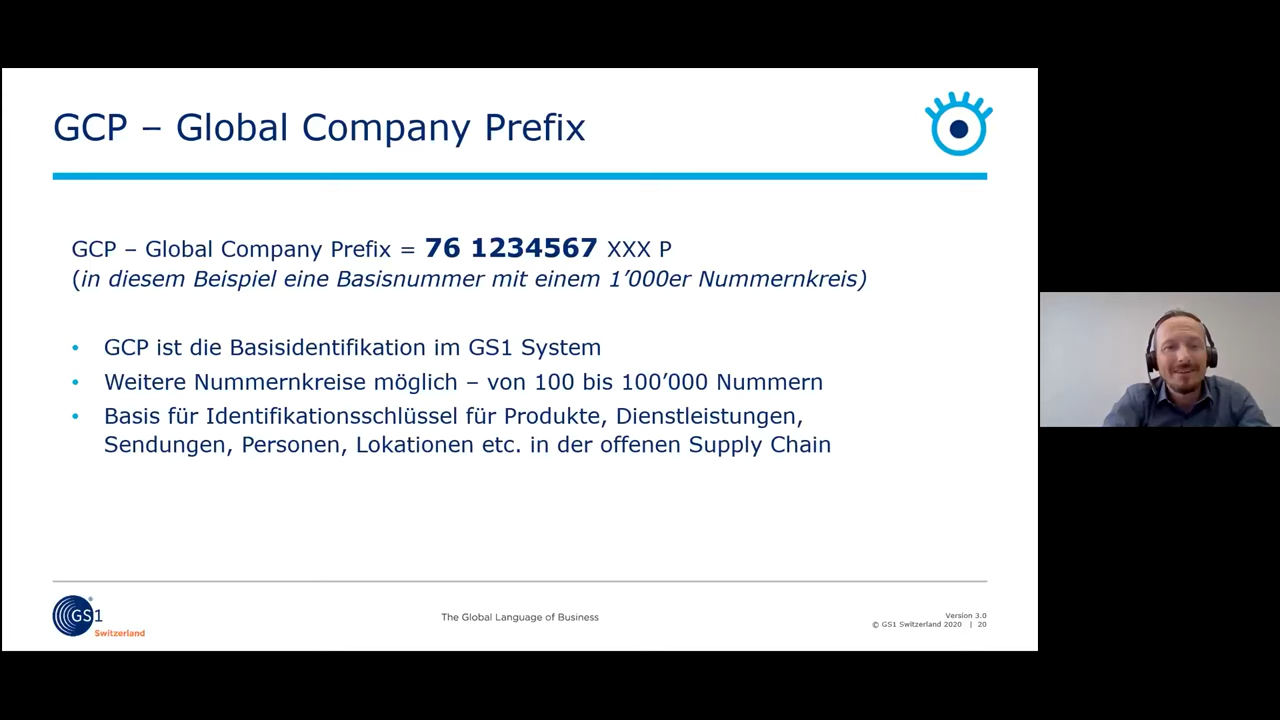 GCP – Global Company Prefix
GCP – Global Company Prefix = 76 1234567 XXX P
(in diesem Beispiel eine Basisnummer mit einem 1’000er Nummernkreis)
• GCP ist die Basisidentifikation im GS1 System
• Weitere Nummernkreise möglich – von 100 bis 100’000 Nummern
• Basis für Identifikationsschlüssel für Produkte, Dienstleistungen,
Sendungen, Personen, Lokationen etc. in der offenen Supply Chain
GS1
®
Switzerland
The Global Language of Business
Version 3.0
© GS1 Switzerland 2020 | 20